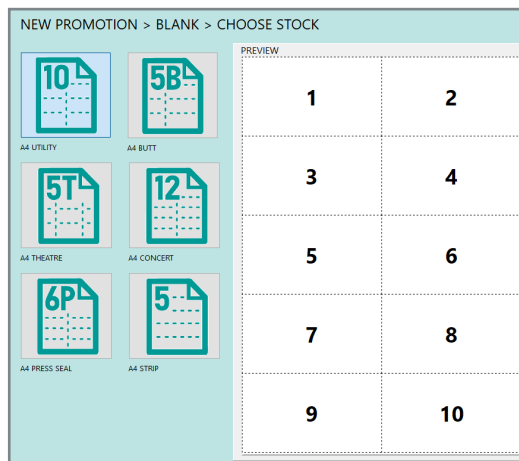 NEW PROMOTION > BLANK > CHOOSE STOCK
PREVIEW
10
5B
A4 UTILITY
A4 BUTT
5T
12
A4 THEATRE
A4 CONCERT
6P
5
A4 PRESS SEAL
A4 STRIP
1
2
3
4
5
6
7
8
9
10